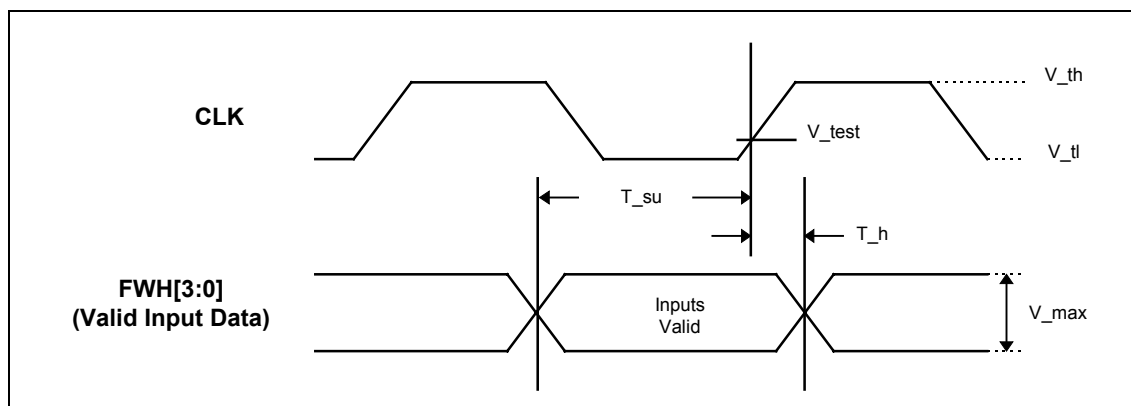 CLK
V_th
V_test
V_tl
T_su
T_h
FWH[3:0]
(Valid Input Data)
Inputs
Valid
V_max